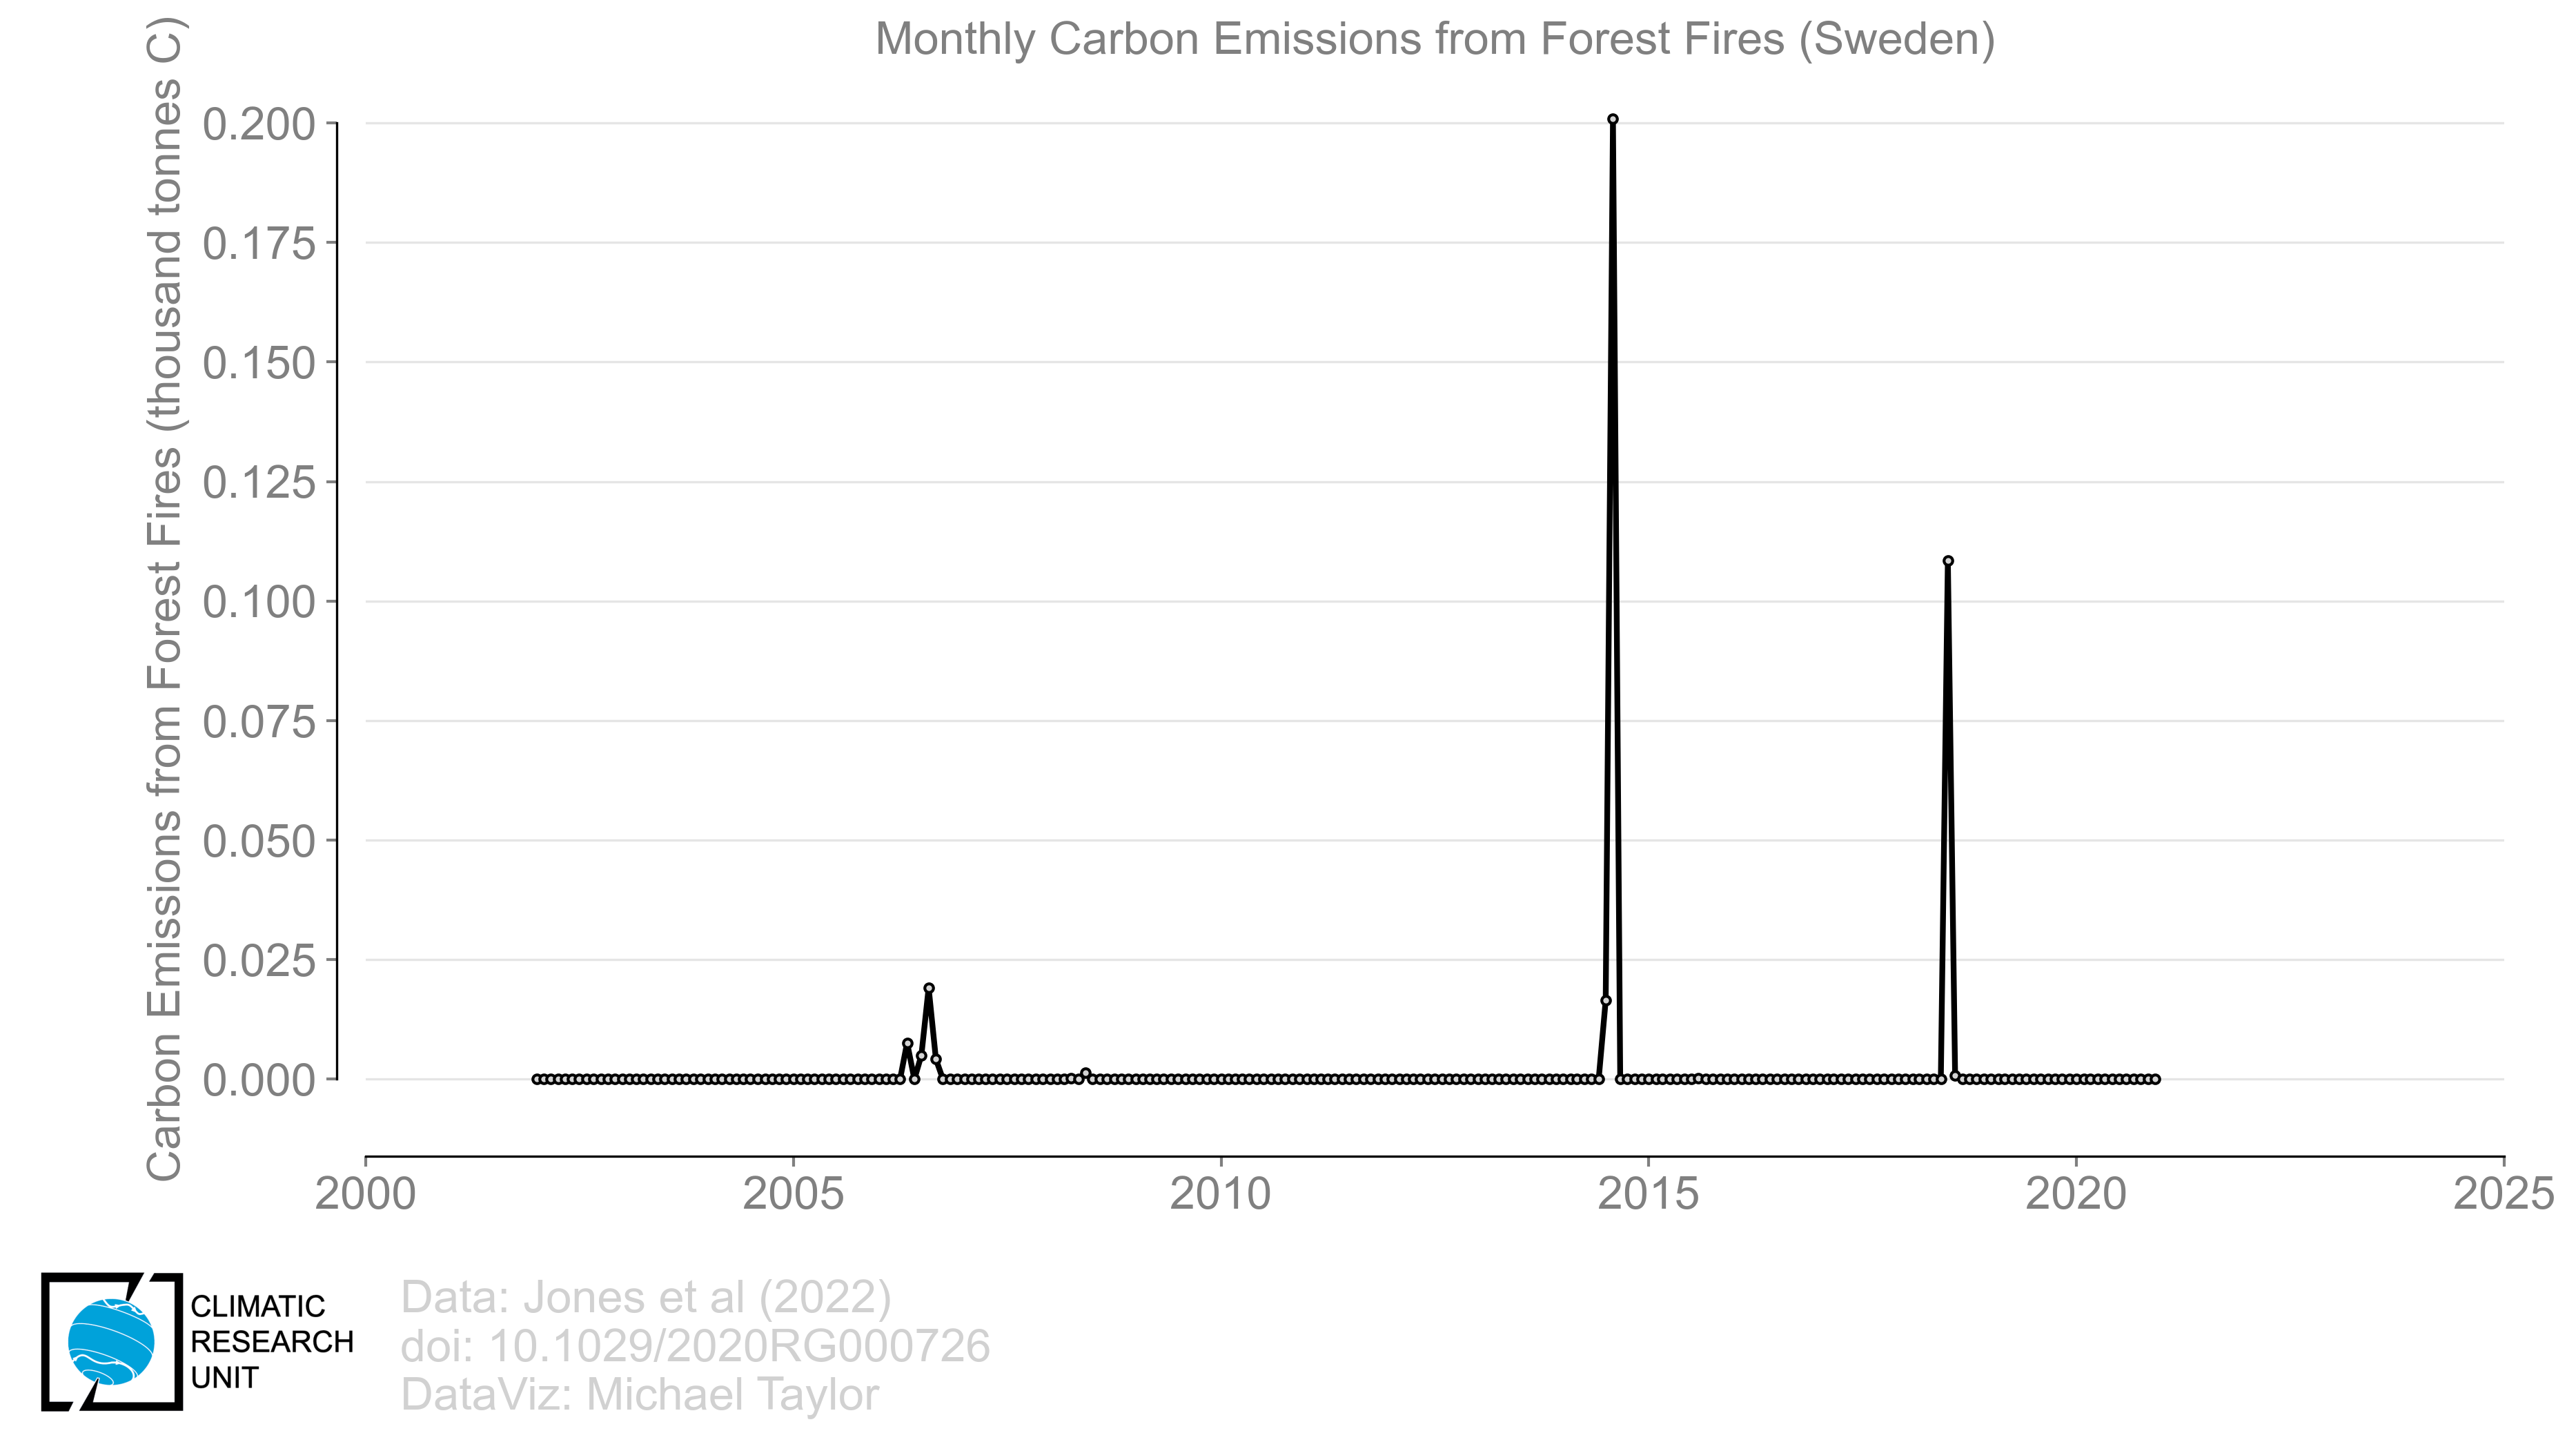 Monthly Carbon Emissions from Forest Fires (Sweden)
Carbon Emissions from Forest Fires (thousand tonnes C)
0.200
0.175
0.150
0.125
0.100
0.075
0.050
0.025
0.000
2000 2005 2010 2015 2020 2025
CLIMATIC
RESEARCH
UNIT
Data: Jones et al (2022)
doi: 10.1029/2020RG000726
DataViz: Michael Taylor